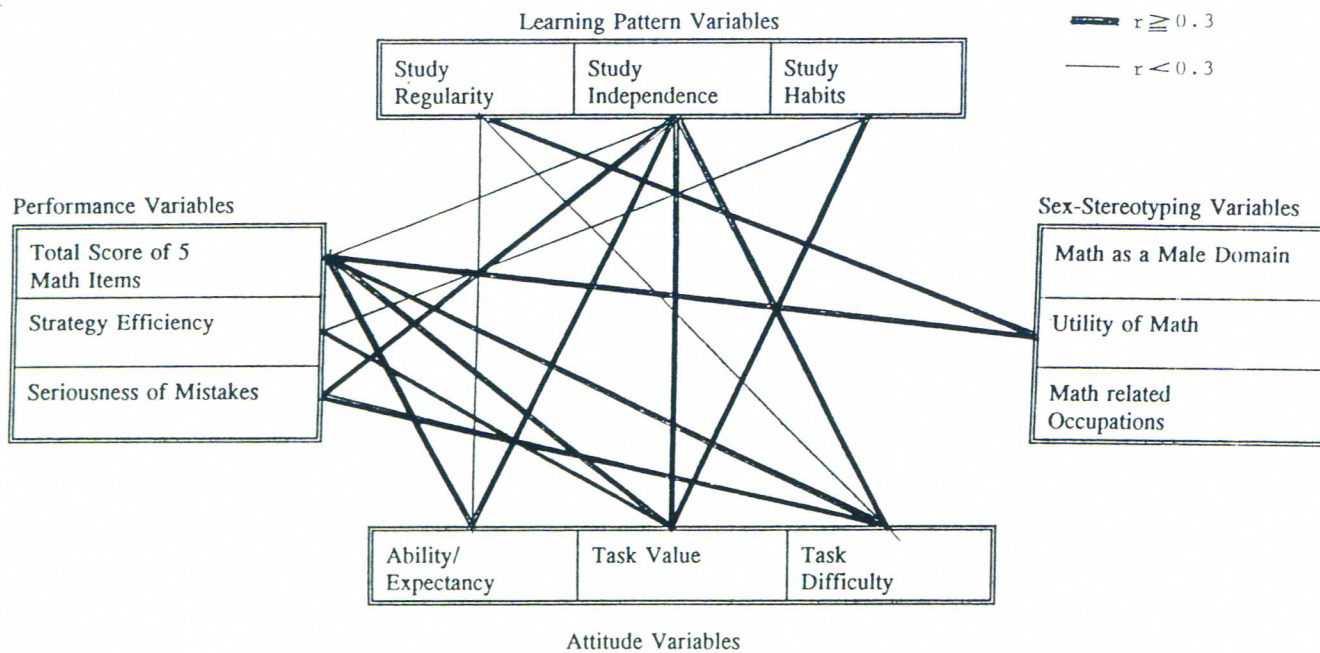 Learning Pattern Variables
r ≧ 0.3
r < 0.3
Study
Regularity
Study
Independence
Study
Habits
Performance Variables
Total Score of 5
Math Items
Strategy Efficiency
Seriousness of Mistakes
Sex-Stereotyping Variables
Math as a Male Domain
Utility of Math
Math related
Occupations
Ability/
Expectancy
Task Value
Task
Difficulty
Attitude Variables